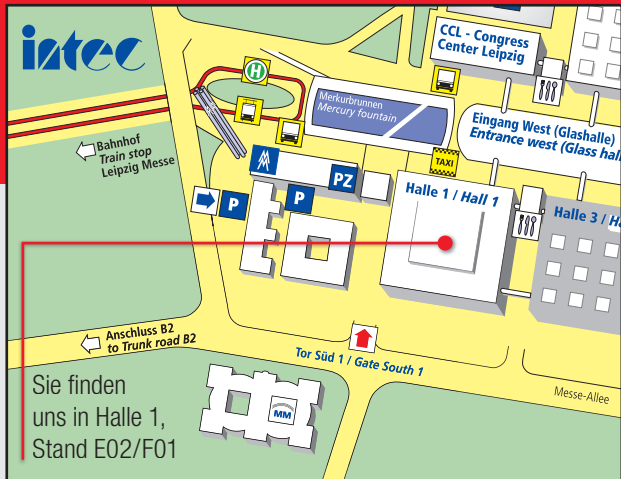 intec
CCL - Congress
Center Leipzig
H
Merkurbrunnen
Mercury fountain
Eingang West (Glashalle)
Entrance west (Glass hall
Bahnhof
Train stop
Leipzig Messe
TAXI
PZ
P
P
Halle 1 / Hall 1
Halle 3 / Ha
Anschluss B2
to Trunk road B2
Tor Süd 1 / Gate South 1
Messe-Allee
MM
Sie finden
uns in Halle 1,
Stand E02/F01